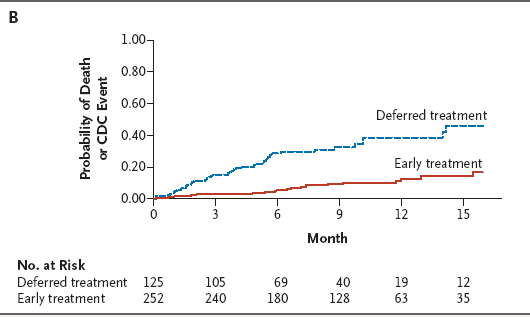 B
Probability of Death
or CDC Event
1.00
0.80
0.60
0.40
0.20
0.00
Deferred treatment
Early treatment
0 3 6 9 12 15
Month
No. at Risk
Deferred treatment 125 105 69 40 19 12
Early treatment 252 240 180 128 63 35